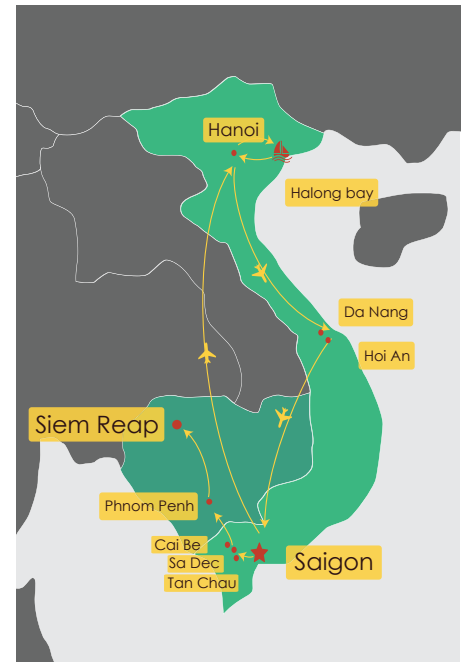 Hanoi
Halong bay
Da Nang
Hoi An
Siem Reap
Phnom Penh
Cai Be
Saigon
Sa Dec
Tan Chau